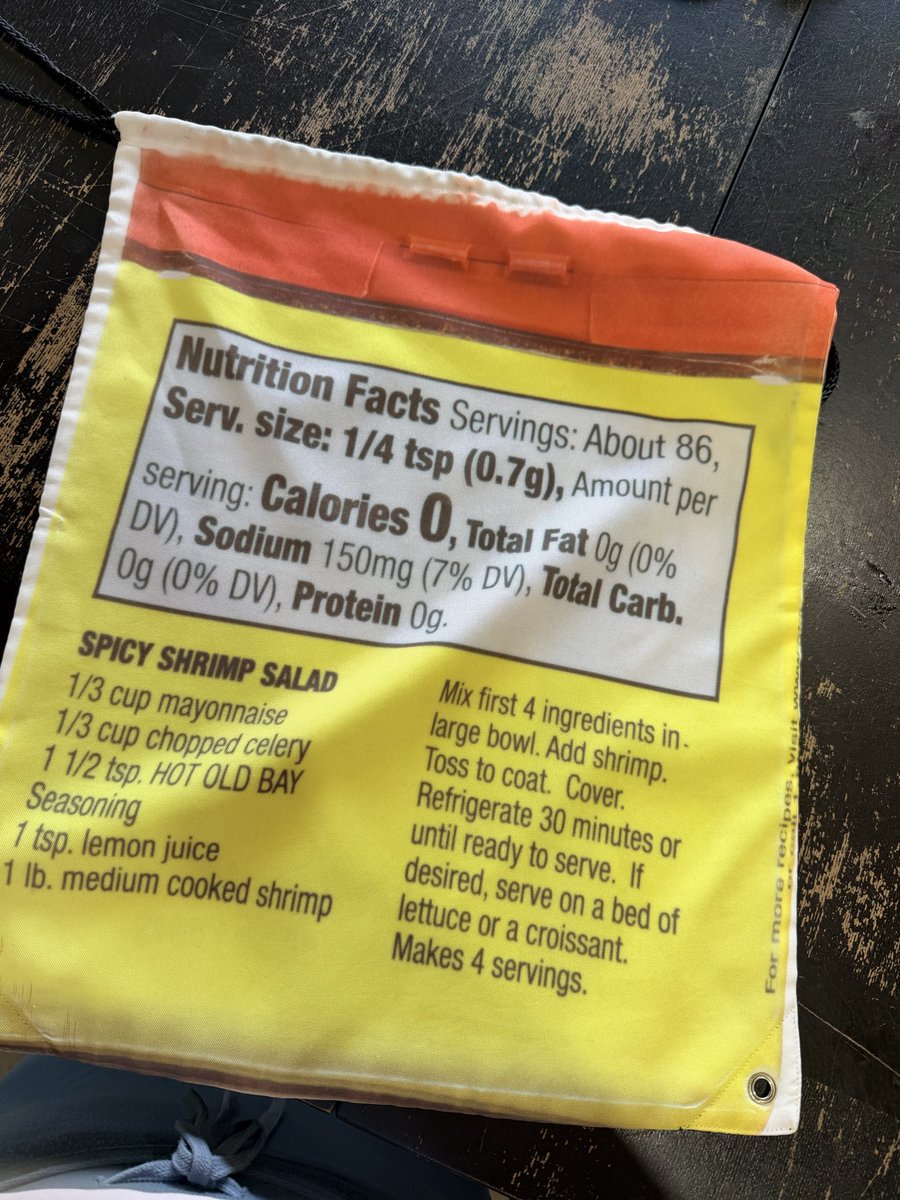 Nutrition Facts Servings: About 86,
Serv. size: 1/4 tsp (0.7g), Amount per
serving: Calories 0, Total Fat 0g (0%
DV), Sodium 150mg (7% DV), Total Carb.
0g (0% DV), Protein 0g.
SPICY SHRIMP SALAD
1/3 cup mayonnaise
1/3 cup chopped celery
1 1/2 tsp. HOT OLD BAY
Seasoning
1 tsp. lemon juice
1 lb. medium cooked shrimp
Mix first 4 ingredients in
large bowl. Add shrimp.
Toss to coat. Cover.
Refrigerate 30 minutes or
until ready to serve. If
desired, serve on a bed of
lettuce or a croissant.
Makes 4 servings.
For more recipes, visit